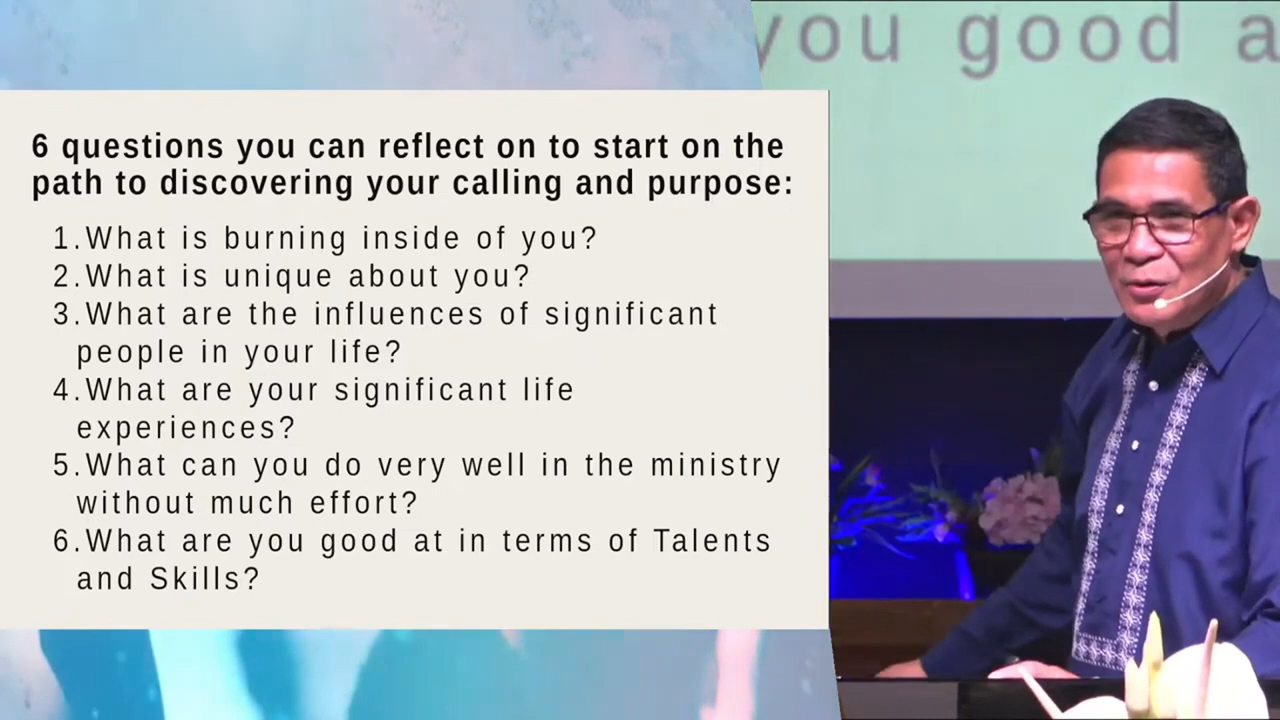 you good a
6 questions you can reflect on to start on the
path to discovering your calling and purpose:
1.What is burning inside of you?
2.What is unique about you?
3.What are the influences of significant
people in your life?
4.What are your significant life
experiences?
5.What can you do very well in the ministry
without much effort?
6.What are you good at in terms of Talents
and Skills?